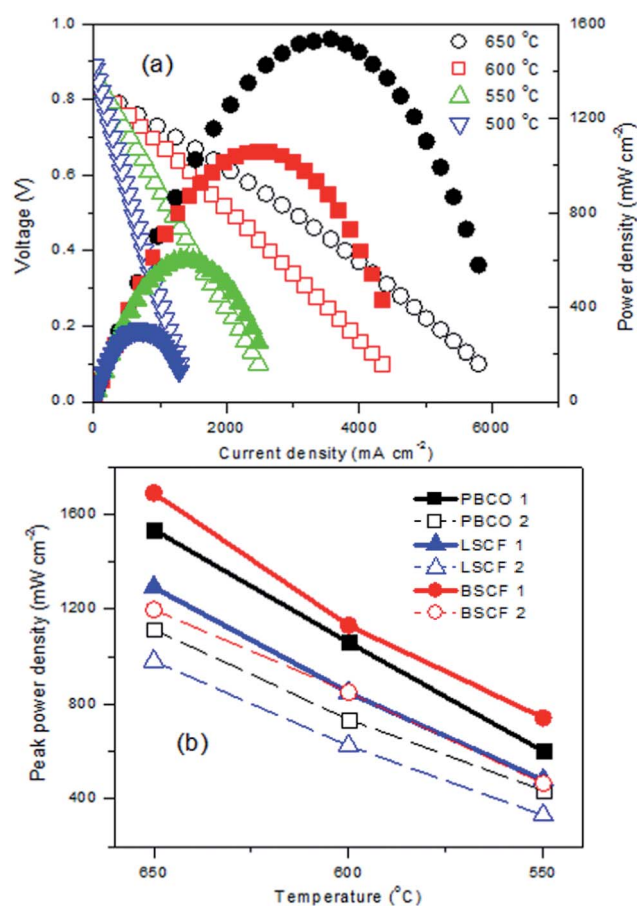 (a)
650 °C
600 °C
550 °C
500 °C
1.0
0.8
0.6
0.4
0.2
0.0
Voltage (V)
1600
1200
800
600
300
0
Power density (mW cm⁻²)
0 2000 4000 6000
Current density (mA cm⁻²)
(b)
PBCO 1
PBCO 2
LSCF 1
LSCF 2
BSCF 1
BSCF 2
1600
1200
800
400
Peak power density (mW cm⁻²)
650 600 550
Temperature (°C)